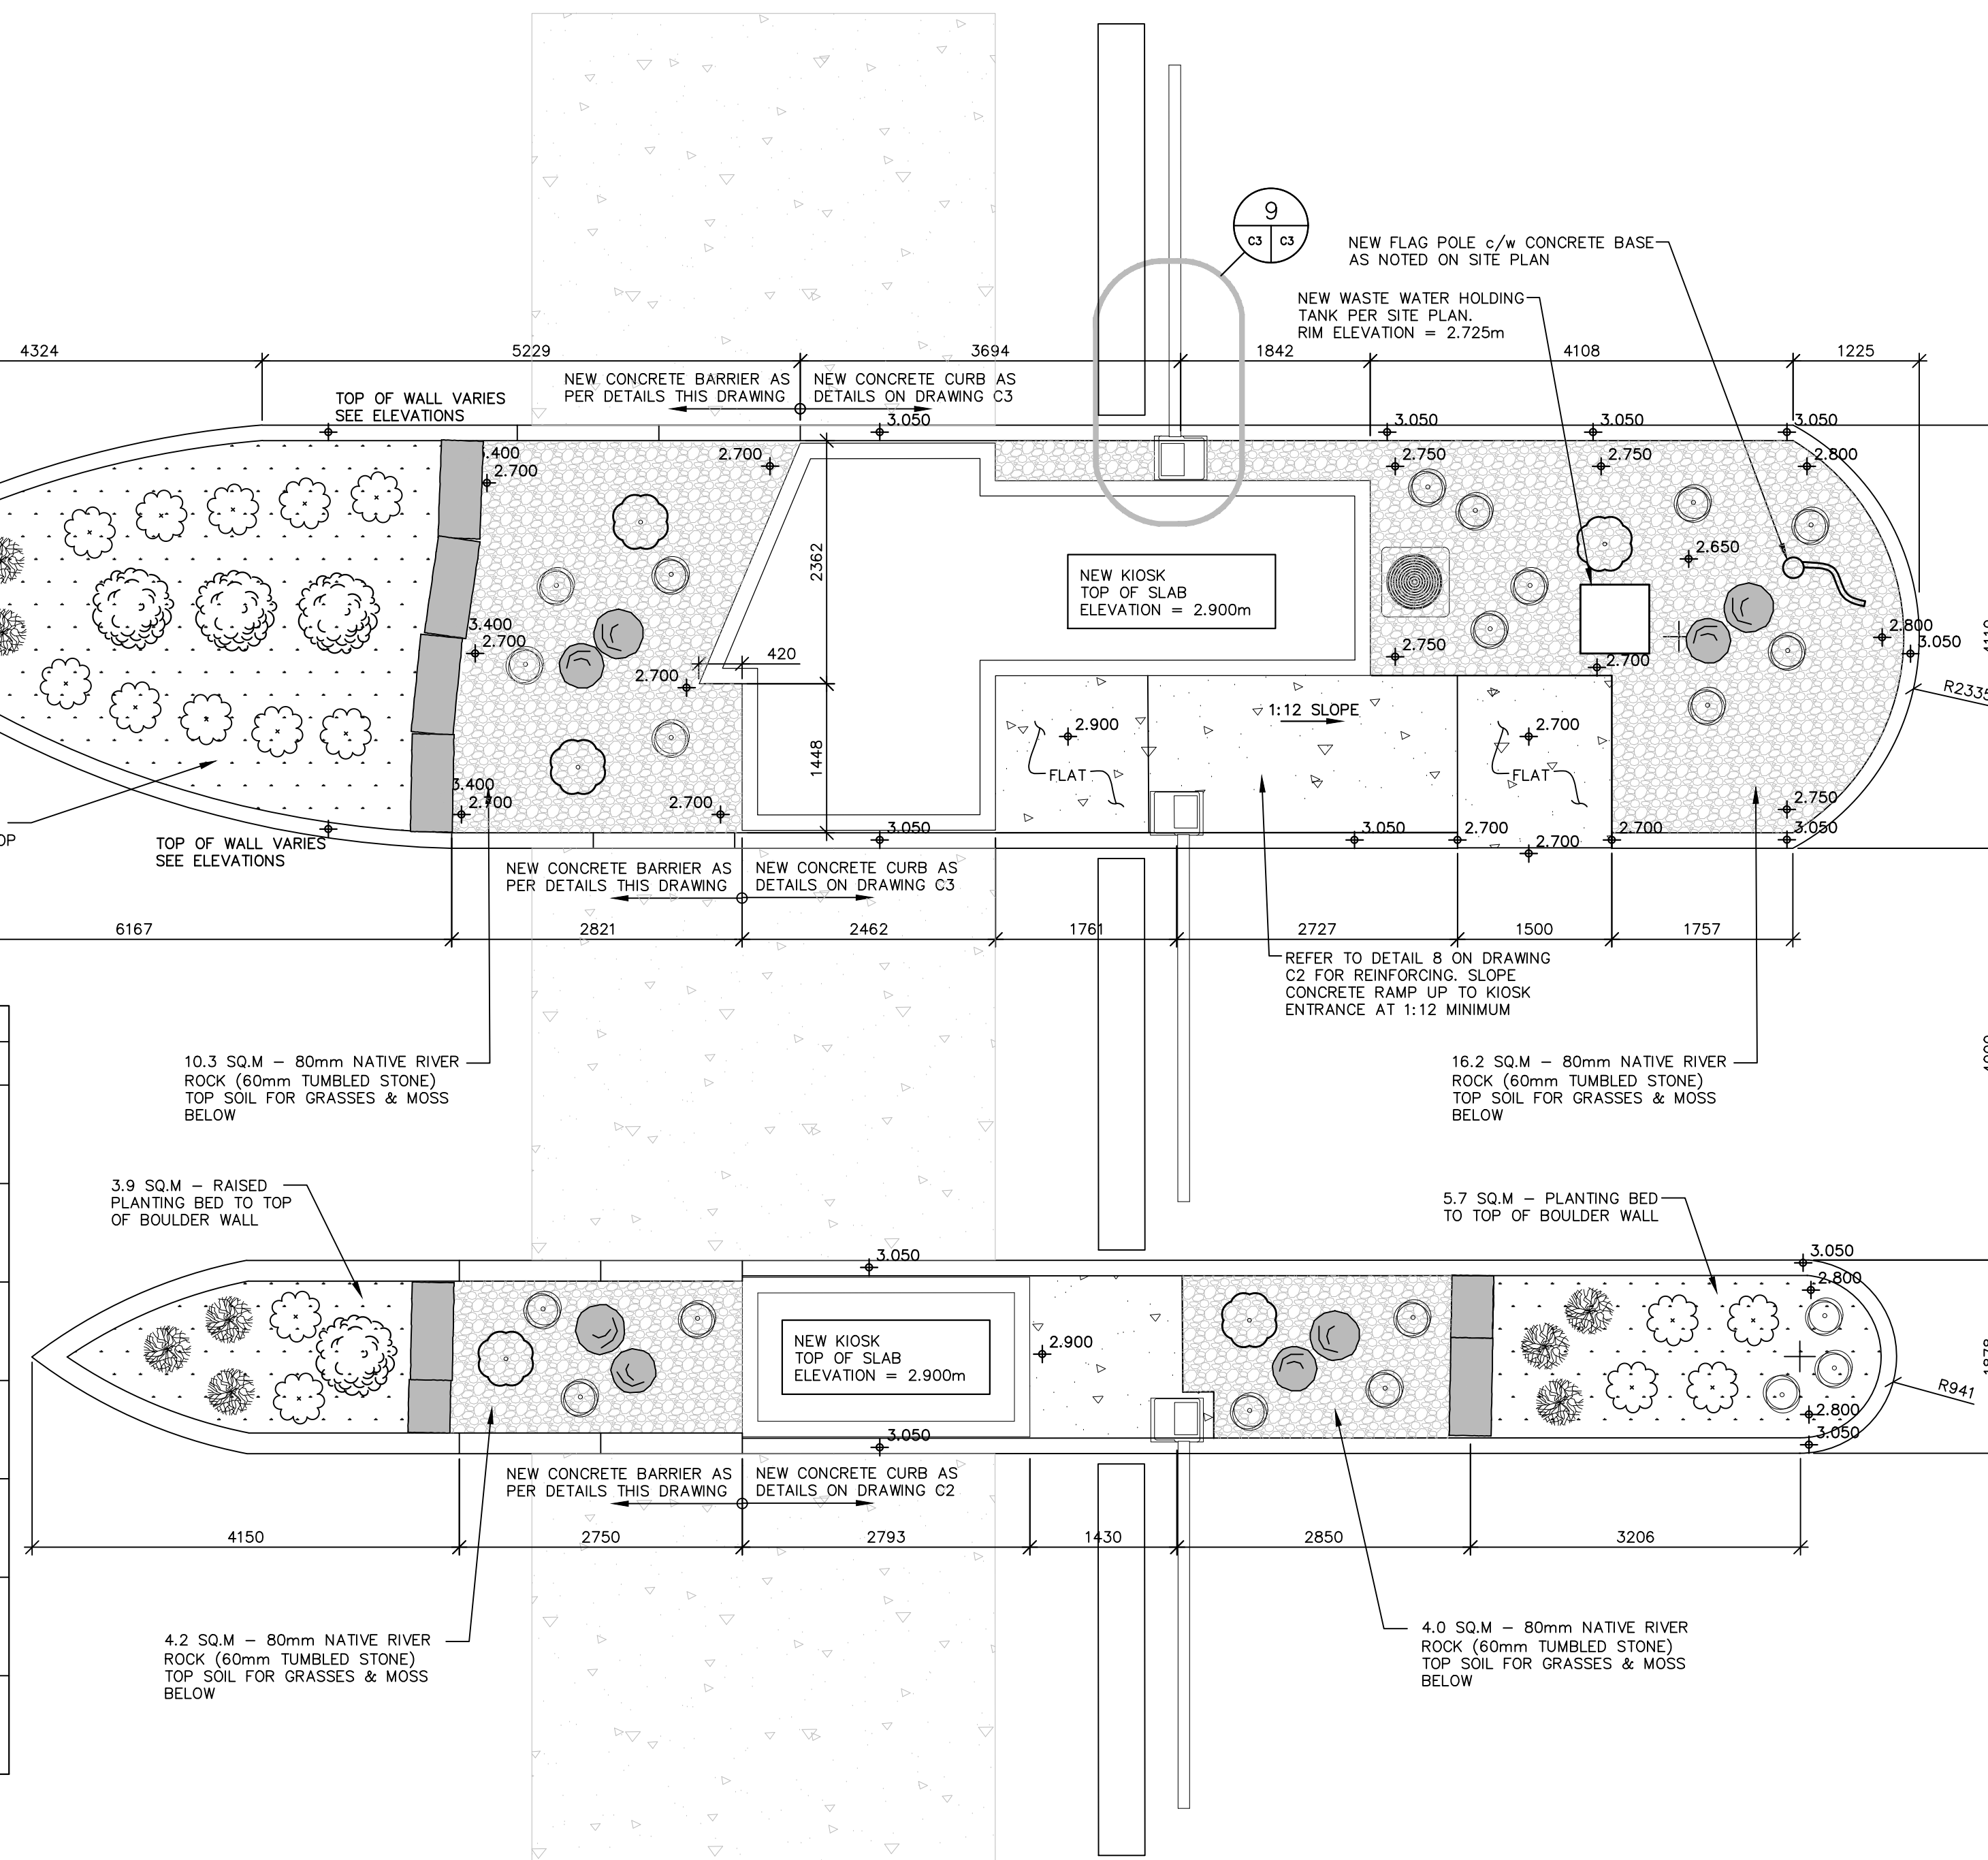 9
C3 C3
NEW FLAG POLE c/w CONCRETE BASE
AS NOTED ON SITE PLAN
NEW WASTE WATER HOLDING
TANK PER SITE PLAN.
RIM ELEVATION = 2.725m
4324
5229
3694
1842
4108
1225
NEW CONCRETE BARRIER AS
PER DETAILS THIS DRAWING
NEW CONCRETE CURB AS
DETAILS ON DRAWING C3
TOP OF WALL VARIES
SEE ELEVATIONS
3.050
3.050
3.050
3.050
3.400
2.700
2.700
2.750
2.750
2.800
2362
2.650
NEW KIOSK
TOP OF SLAB
ELEVATION = 2.900m
3.400
2.700
420
2.700
2.750
2.700
2.800
3.050
4110
R2335
1448
2.900
FLAT
1:12 SLOPE
2.700
FLAT
3.400
2.700
2.700
2.750
3.050
3.050
2.700
2.700
2.700
3.050
OP
TOP OF WALL VARIES
SEE ELEVATIONS
NEW CONCRETE BARRIER AS
PER DETAILS THIS DRAWING
NEW CONCRETE CURB AS
DETAILS ON DRAWING C3
6167
2821
2462
1761
2727
1500
1757
REFER TO DETAIL 8 ON DRAWING
C2 FOR REINFORCING. SLOPE
CONCRETE RAMP UP TO KIOSK
ENTRANCE AT 1:12 MINIMUM
10.3 SQ.M – 80mm NATIVE RIVER
ROCK (60mm TUMBLED STONE)
TOP SOIL FOR GRASSES & MOSS
BELOW
16.2 SQ.M – 80mm NATIVE RIVER
ROCK (60mm TUMBLED STONE)
TOP SOIL FOR GRASSES & MOSS
BELOW
3.9 SQ.M – RAISED
PLANTING BED TO TOP
OF BOULDER WALL
5.7 SQ.M – PLANTING BED
TO TOP OF BOULDER WALL
3.050
3.050
2.800
NEW KIOSK
TOP OF SLAB
ELEVATION = 2.900m
2.900
1878
R941
2.800
3.050
3.050
NEW CONCRETE BARRIER AS
PER DETAILS THIS DRAWING
NEW CONCRETE CURB AS
DETAILS ON DRAWING C2
4150
2750
2793
1430
2850
3206
4.2 SQ.M – 80mm NATIVE RIVER
ROCK (60mm TUMBLED STONE)
TOP SOIL FOR GRASSES & MOSS
BELOW
4.0 SQ.M – 80mm NATIVE RIVER
ROCK (60mm TUMBLED STONE)
TOP SOIL FOR GRASSES & MOSS
BELOW